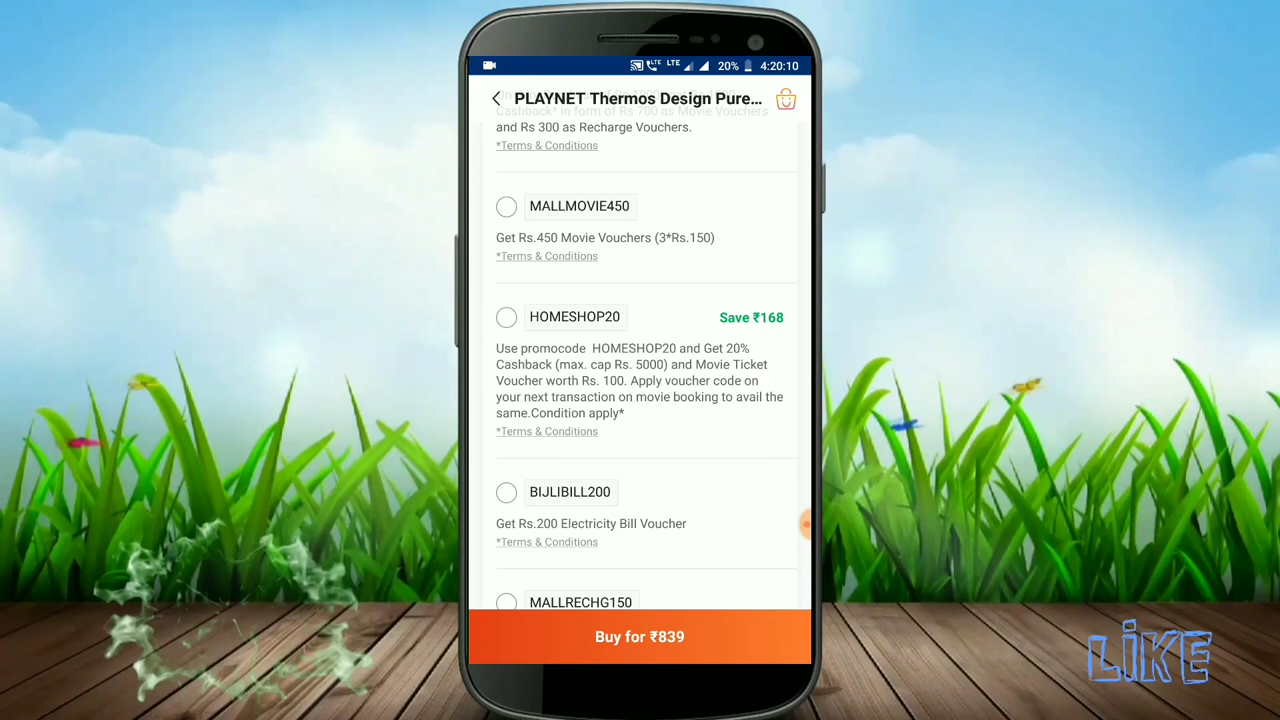 20% 4:20:10
PLAYNET Thermos Design Pure...
Cashback* in form of Rs 700 as Movie Vouchers
and Rs 300 as Recharge Vouchers.
*Terms & Conditions
MALLMOVIE450
Get Rs.450 Movie Vouchers (3*Rs.150)
*Terms & Conditions
HOMESHOP20 Save ₹168
Use promocode HOMESHOP20 and Get 20%
Cashback (max. cap Rs. 5000) and Movie Ticket
Voucher worth Rs. 100. Apply voucher code on
your next transaction on movie booking to avail the
same.Condition apply*
*Terms & Conditions
BIJLIBILL200
Get Rs.200 Electricity Bill Voucher
*Terms & Conditions
MALLRECHG150
Buy for ₹839
LTE LTE
LiKE